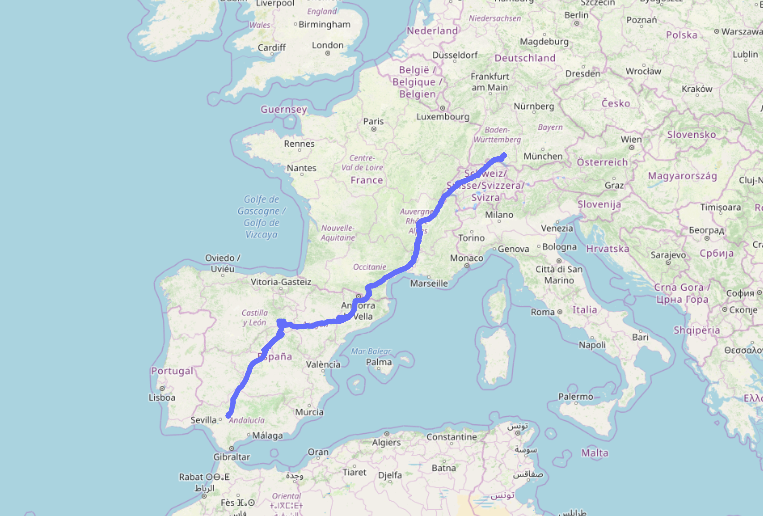 Liverpool
England
Birmingham
Wales
Cardiff
London
Nederland
Niedersachsen
Berlin
Szczecin
Poznań
Warszawa
Magdeburg
Polska
Lublin
Düsseldorf
Deutschland
België /
Belgique /
Belgien
Frankfurt
am Main
Dresden
Wrocław
Kraków
Guernsey
Luxembourg
Nürnberg
Česko
Paris
Rennes
Baden-
Württemberg
Bayern
Wien
Slovensko
Nantes
Centre-
Val de Loire
France
München
Österreich
Schweiz/
Suisse/Svizzera/
Svizra
Graz
Magyarország
Cluj-N
Slovenija
Timișoara
Golfe de
Gascogne /
Golfo de
Vizcaya
Nouvelle
Aquitaine
Auvergne
Milano
Torino
Venezia
Genova
Bologna
Hrvatska
Београд
Monaco
Città di San
Marino
Sarajevo
Србија
Occitanie
Marseille
Oviedo /
Uviéu
Vitoria-Gasteiz
Andorra
la Vella
Crna Gora /
Црна Гора
София
Скопје
Castilla
y León
Roma
Italia
Shqipëria
Bari
Napoli
Θεσσαλο
España
Mar Balear
Palma
València
Portugal
Lisboa
Murcia
Sevilla
Andalucía
Málaga
Gibraltar
Palermo
Malta
Oran
Algiers
Constantine
تونس
سوسة
صفاقس
Tiaret
Djelfa
Batna
وجدة
تونس
Rabat ⵔⴱⴰⵟ
الرباط
Fès
فاس
Oriental
طرابلس